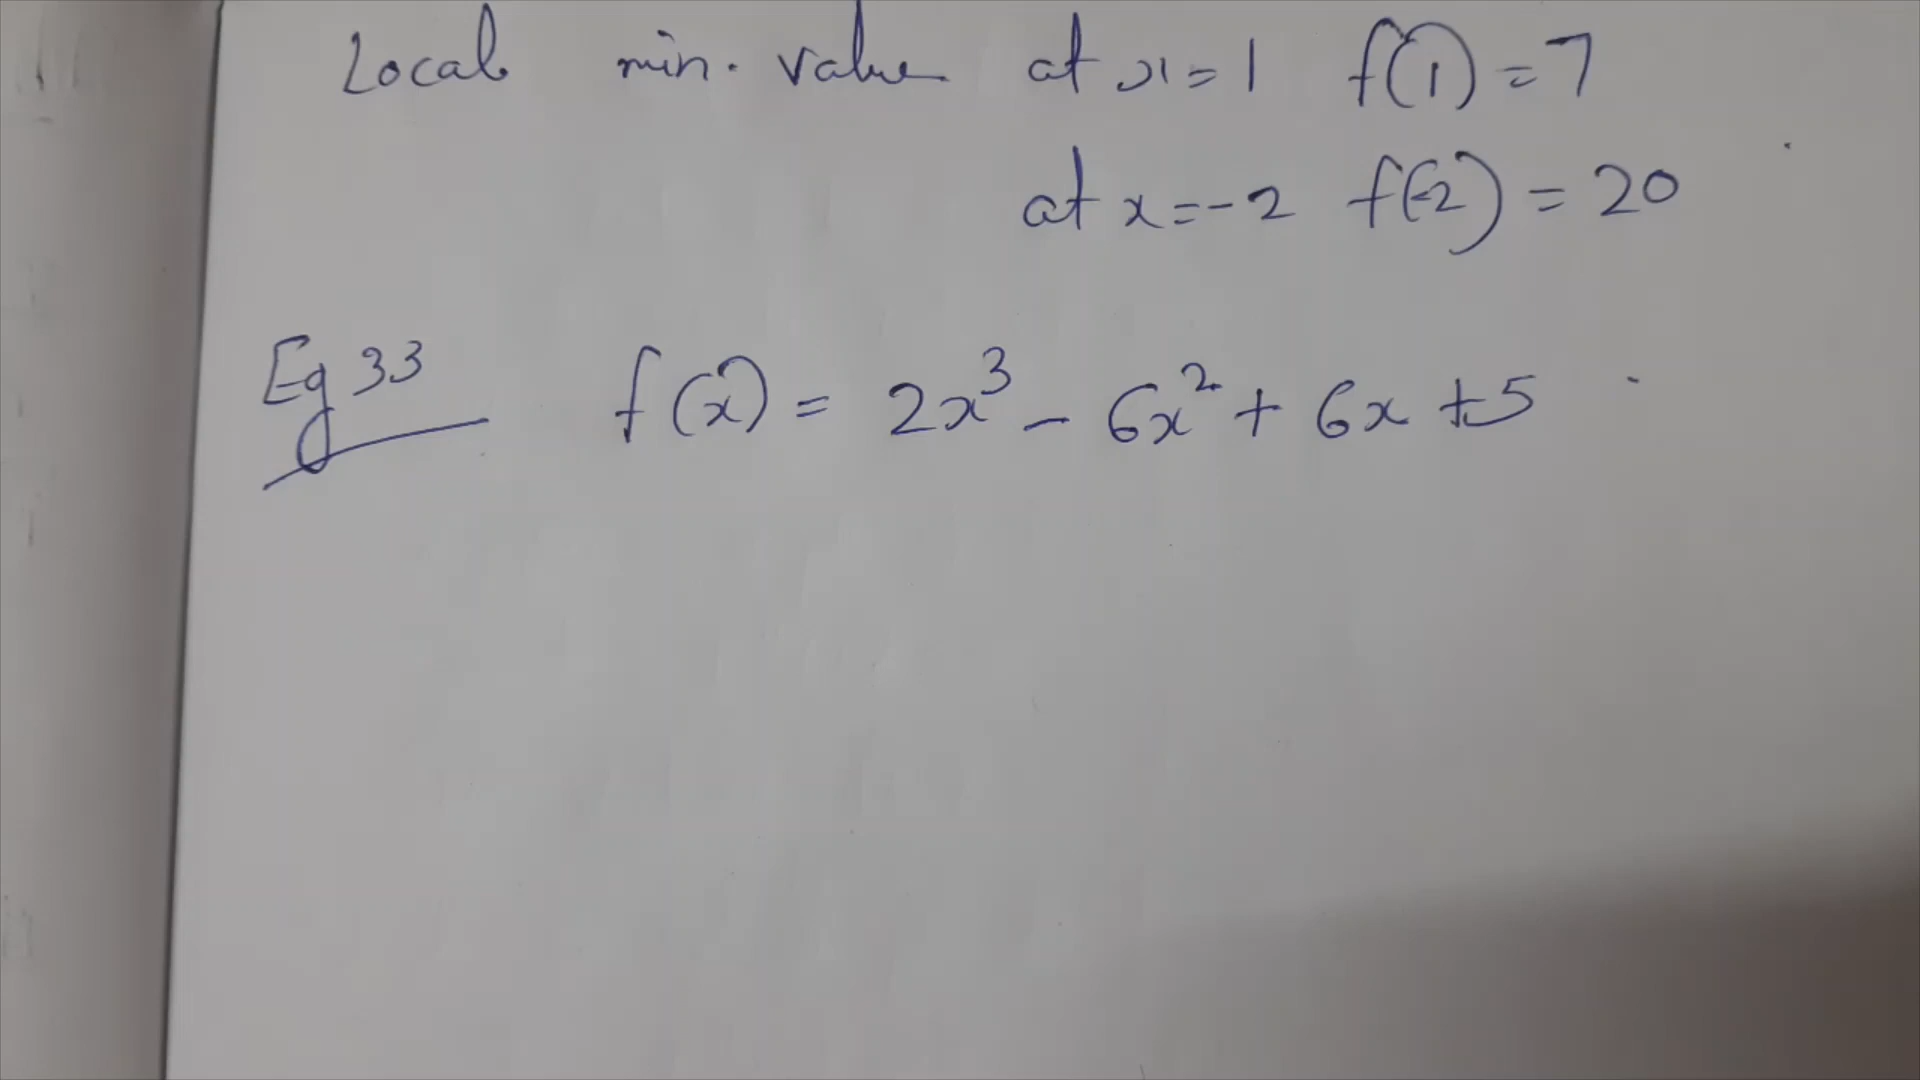 Local min. value at x=1 f(1)=7
at x=-2 f(-2) = 20
Eg 33 f(x) = 2x³ - 6x² + 6x +5